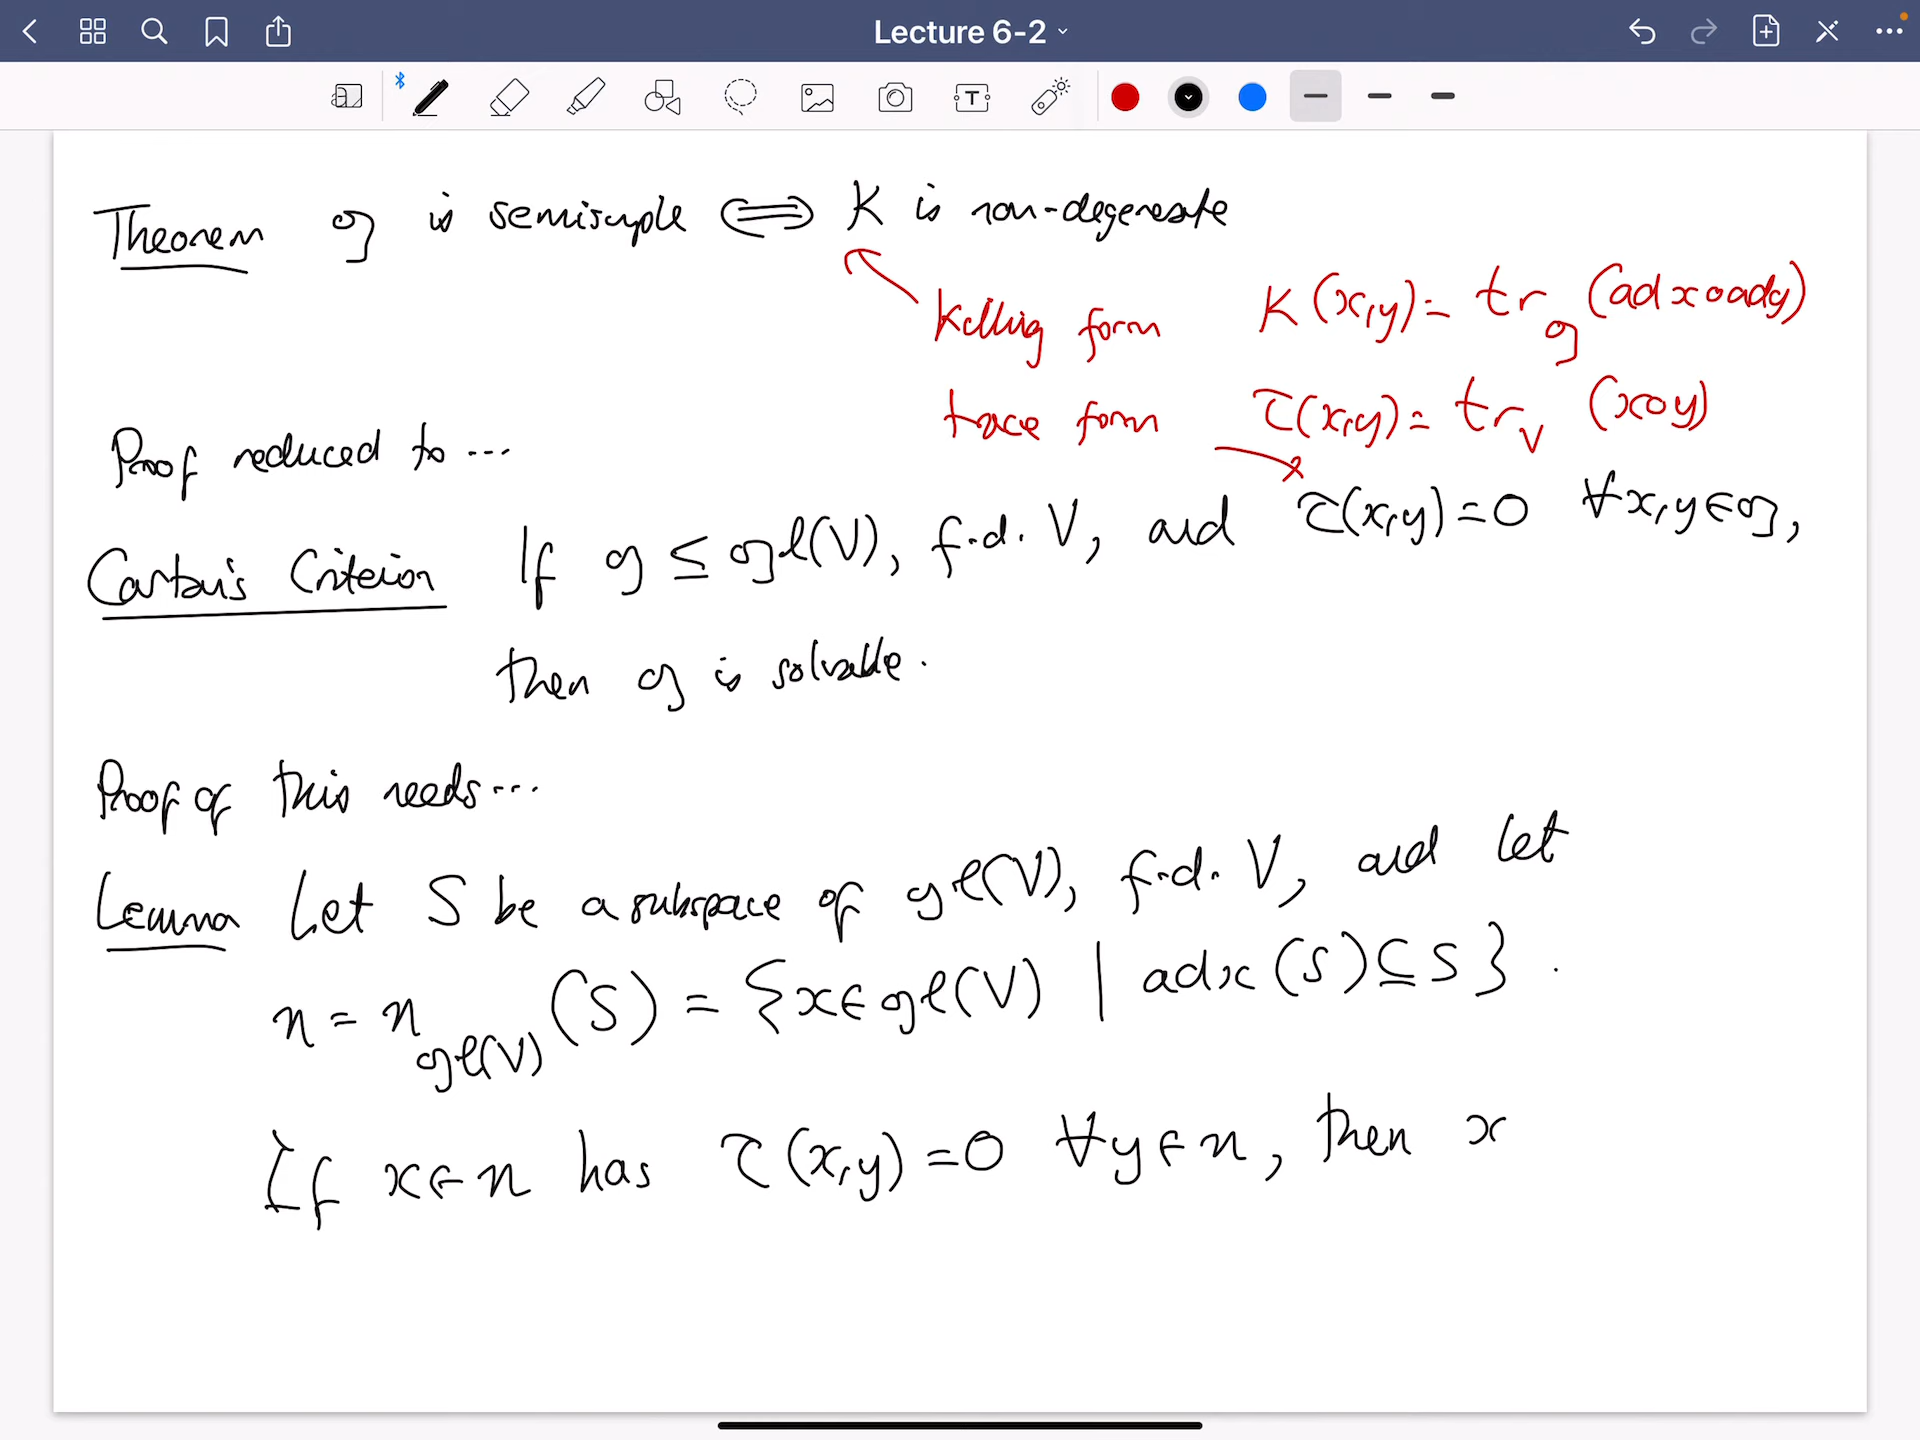 Lecture 6-2
Theorem 𝔤 is semisimple ⟺ K is non-degenerate
Killing form K(x,y) = tr_𝔤 (ad x ∘ ad y)
trace form τ(x,y) = tr_V (x∘y)
Proof reduced to ...
Cartan's Criterion If 𝔤 ≤ 𝔤ℓ(V), f.d. V, and τ(x,y)=0 ∀x,y∈𝔤,
then 𝔤 is solvable.
Proof of this needs ...
Lemma Let S be a subspace of 𝔤ℓ(V), f.d. V, and let
n = n_𝔤ℓ(V) (S) = {x∈𝔤ℓ(V) | ad x (S) ⊆ S}.
If x∈n has τ(x,y)=0 ∀y∈n, then x